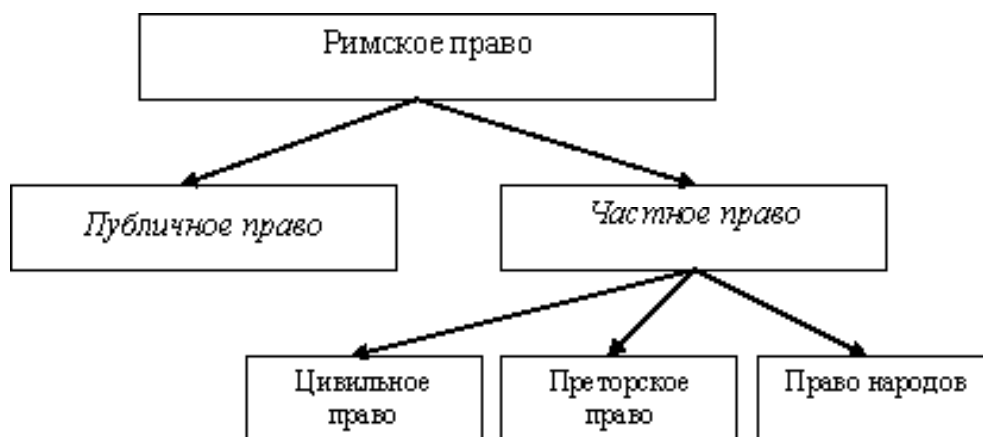 Римское право
Публичное право
Частное право
Цивильное
право
Преторское
право
Право народов